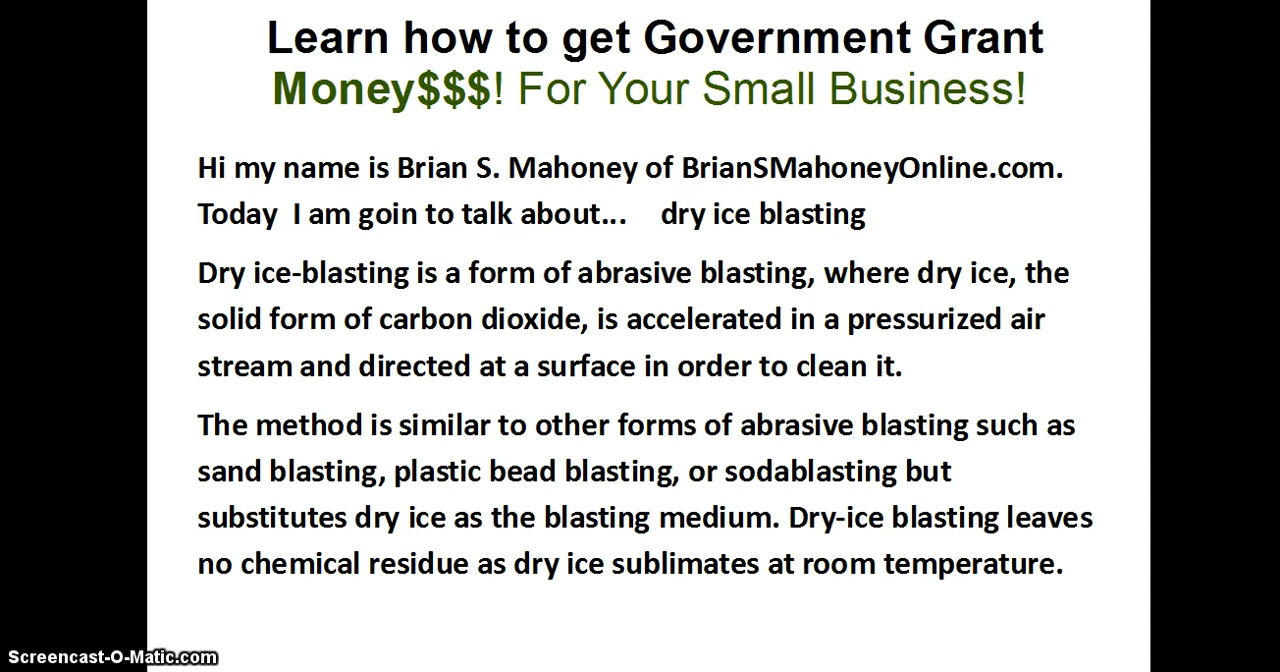 Learn how to get Government Grant
Money$$$! For Your Small Business!
Hi my name is Brian S. Mahoney of BrianSMahoneyOnline.com.
Today  I am goin to talk about...    dry ice blasting
Dry ice-blasting is a form of abrasive blasting, where dry ice, the
solid form of carbon dioxide, is accelerated in a pressurized air
stream and directed at a surface in order to clean it.
The method is similar to other forms of abrasive blasting such as
sand blasting, plastic bead blasting, or sodablasting but
substitutes dry ice as the blasting medium. Dry-ice blasting leaves
no chemical residue as dry ice sublimates at room temperature.
Screencast-O-Matic.com